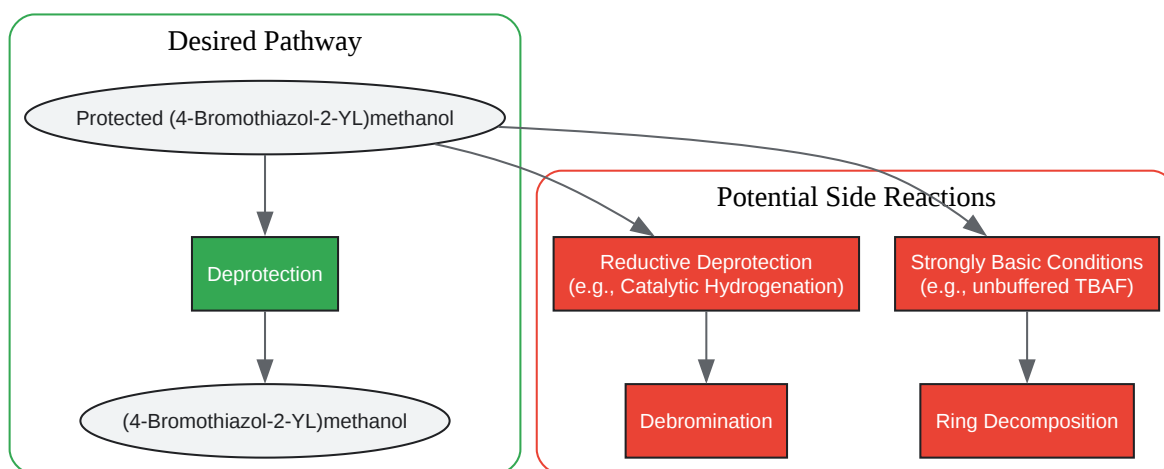 Desired Pathway
Protected (4-Bromothiazol-2-YL)methanol
Deprotection
(4-Bromothiazol-2-YL)methanol
Potential Side Reactions
Reductive Deprotection
(e.g., Catalytic Hydrogenation)
Strongly Basic Conditions
(e.g., unbuffered TBAF)
Debromination
Ring Decomposition